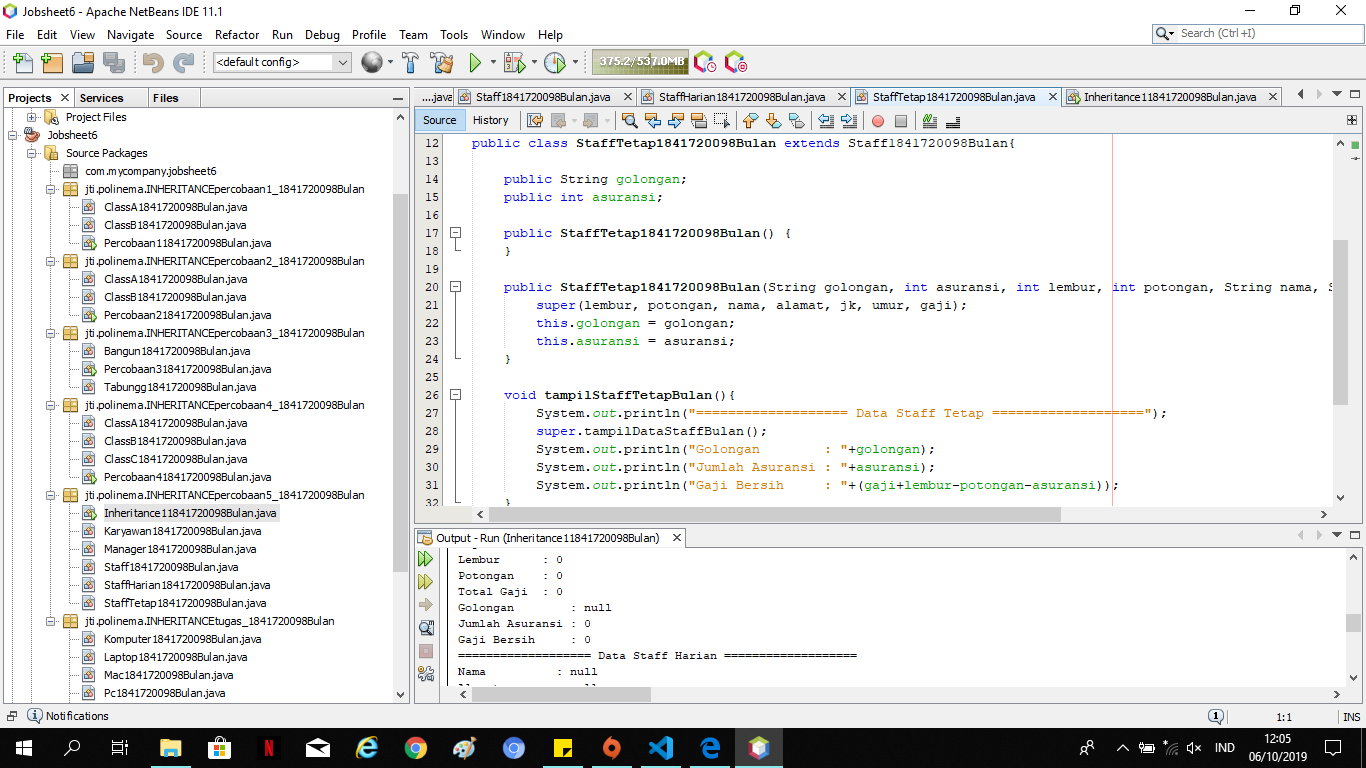 Jobsheet6 - Apache NetBeans IDE 11.1
File Edit View Navigate Source Refactor Run Debug Profile Team Tools Window Help
Search (Ctrl+I)
<default config>
375.2/537.0MB
Projects
Services
Files
Project Files
Jobsheet6
Source Packages
com.mycompany.jobsheet6
jti.polinema.INHERITANCEpercobaan1_1841720098Bulan
ClassA1841720098Bulan.java
ClassB1841720098Bulan.java
Percobaan11841720098Bulan.java
jti.polinema.INHERITANCEpercobaan2_1841720098Bulan
ClassA1841720098Bulan.java
ClassB1841720098Bulan.java
Percobaan21841720098Bulan.java
jti.polinema.INHERITANCEpercobaan3_1841720098Bulan
Bangun1841720098Bulan.java
Percobaan31841720098Bulan.java
Tabungg1841720098Bulan.java
jti.polinema.INHERITANCEpercobaan4_1841720098Bulan
ClassA1841720098Bulan.java
ClassB1841720098Bulan.java
ClassC1841720098Bulan.java
Percobaan41841720098Bulan.java
jti.polinema.INHERITANCEpercobaan5_1841720098Bulan
Inheritance11841720098Bulan.java
Karyawan1841720098Bulan.java
Manager1841720098Bulan.java
Staff1841720098Bulan.java
StaffHarian1841720098Bulan.java
StaffTetap1841720098Bulan.java
jti.polinema.INHERITANCEtugas_1841720098Bulan
Komputer1841720098Bulan.java
Laptop1841720098Bulan.java
Mac1841720098Bulan.java
Pc1841720098Bulan.java
...java
Staff1841720098Bulan.java
StaffHarian1841720098Bulan.java
StaffTetap1841720098Bulan.java
Inheritance11841720098Bulan.java
Source History
12 public class StaffTetap1841720098Bulan extends Staff1841720098Bulan{
13
14 public String golongan;
15 public int asuransi;
16
17 public StaffTetap1841720098Bulan() {
18 }
19
20 public StaffTetap1841720098Bulan(String golongan, int asuransi, int lembur, int potongan, String nama, S
21 super(lembur, potongan, nama, alamat, jk, umur, gaji);
22 this.golongan = golongan;
23 this.asuransi = asuransi;
24 }
25
26 void tampilStaffTetapBulan(){
27 System.out.println("=================== Data Staff Tetap ===================");
28 super.tampilDataStaffBulan();
29 System.out.println("Golongan        : "+golongan);
30 System.out.println("Jumlah Asuransi : "+asuransi);
31 System.out.println("Gaji Bersih     : "+(gaji+lembur-potongan-asuransi));
32 }
Output - Run (Inheritance11841720098Bulan)
Lembur      : 0
Potongan    : 0
Total Gaji  : 0
Golongan        : null
Jumlah Asuransi : 0
Gaji Bersih     : 0
=================== Data Staff Harian ===================
Nama          : null
Notifications
1:1
INS
IND
12:05
06/10/2019